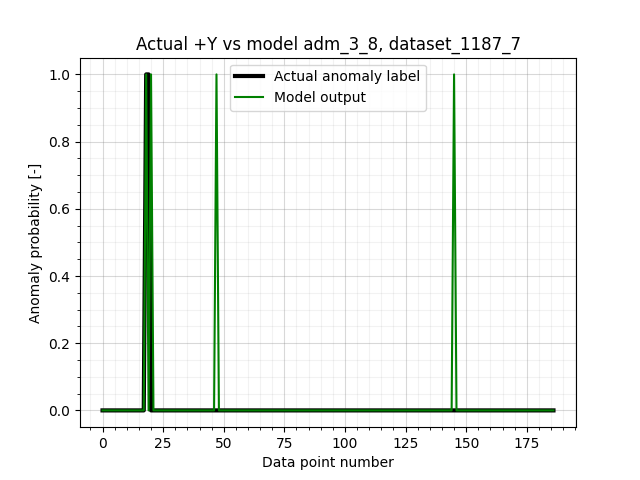 Actual +Y vs model adm_3_8, dataset_1187_7
Actual anomaly label
Model output
1.0
0.8
0.6
0.4
0.2
0.0
Anomaly probability [-]
0 25 50 75 100 125 150 175
Data point number